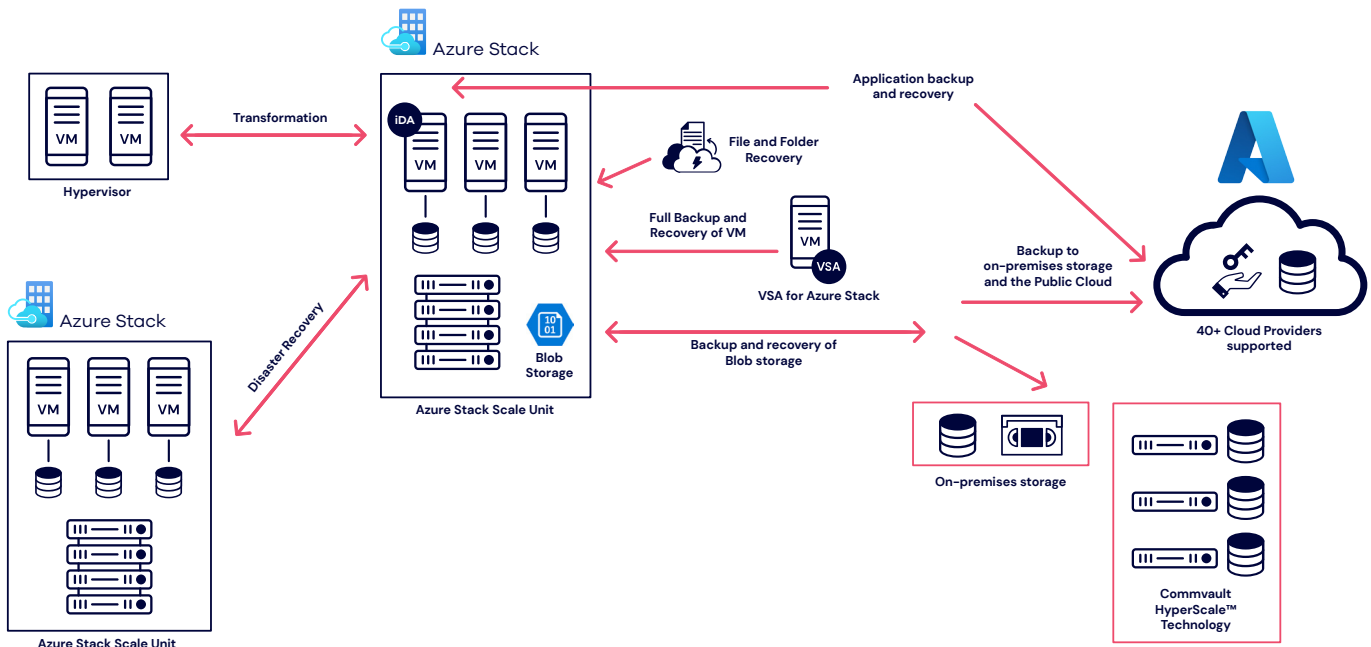 Azure Stack
Application backup
and recovery
iDA
VM
VM
VM
VM
VM
Transformation
Hypervisor
File and Folder
Recovery
Full Backup and
Recovery of VM
VM
VSA
VSA for Azure Stack
Backup to
on-premises storage
and the Public Cloud
40+ Cloud Providers
supported
Azure Stack
Disaster Recovery
10
01
Blob
Storage
Backup and recovery of
Blob storage
Azure Stack Scale Unit
VM
VM
VM
On-premises storage
Commvault
HyperScale™
Technology
Azure Stack Scale Unit